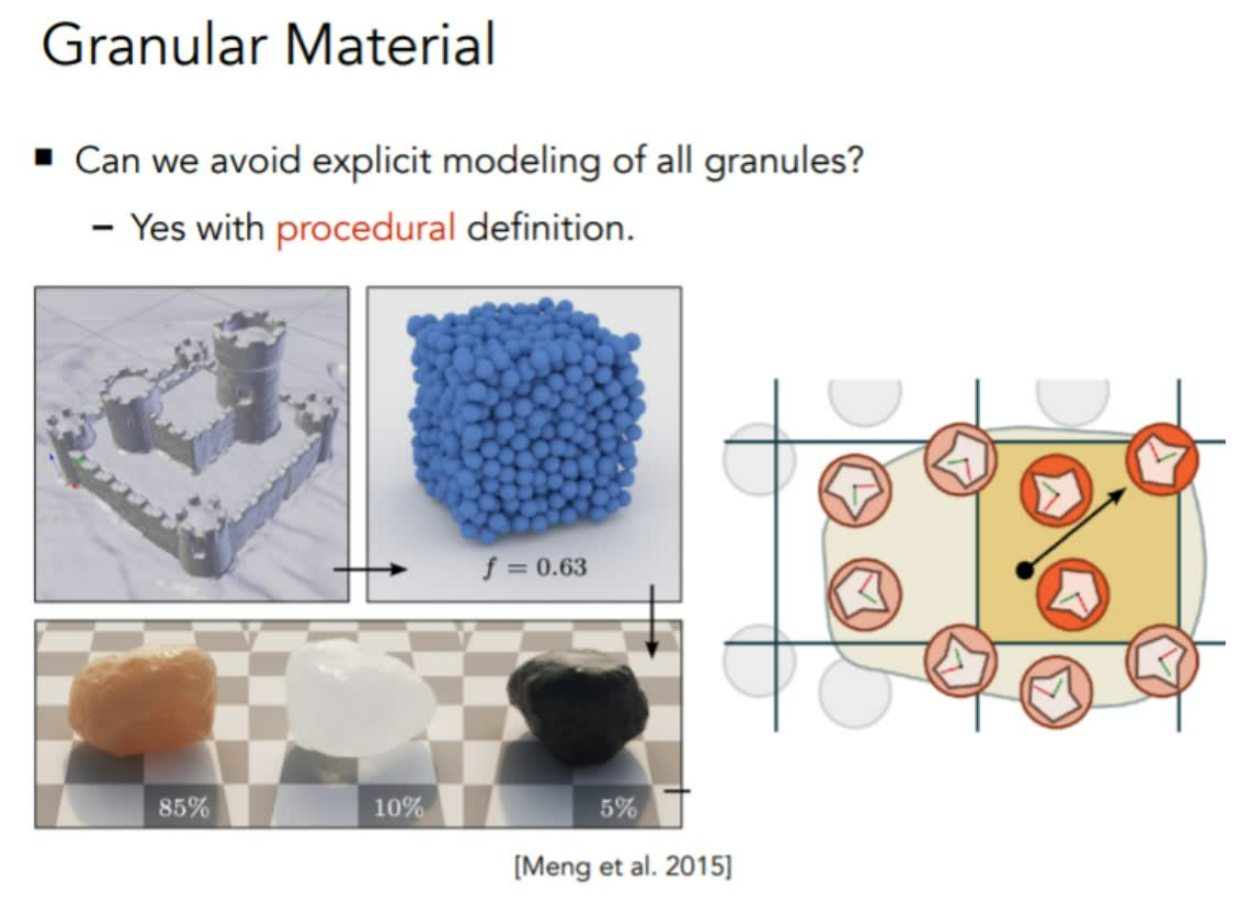 Granular Material
Can we avoid explicit modeling of all granules?
– Yes with procedural definition.
f = 0.63
85%
10%
5%
[Meng et al. 2015]